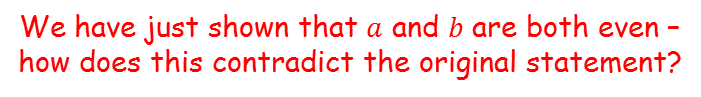 We have just shown that a and b are both even –
how does this contradict the original statement?